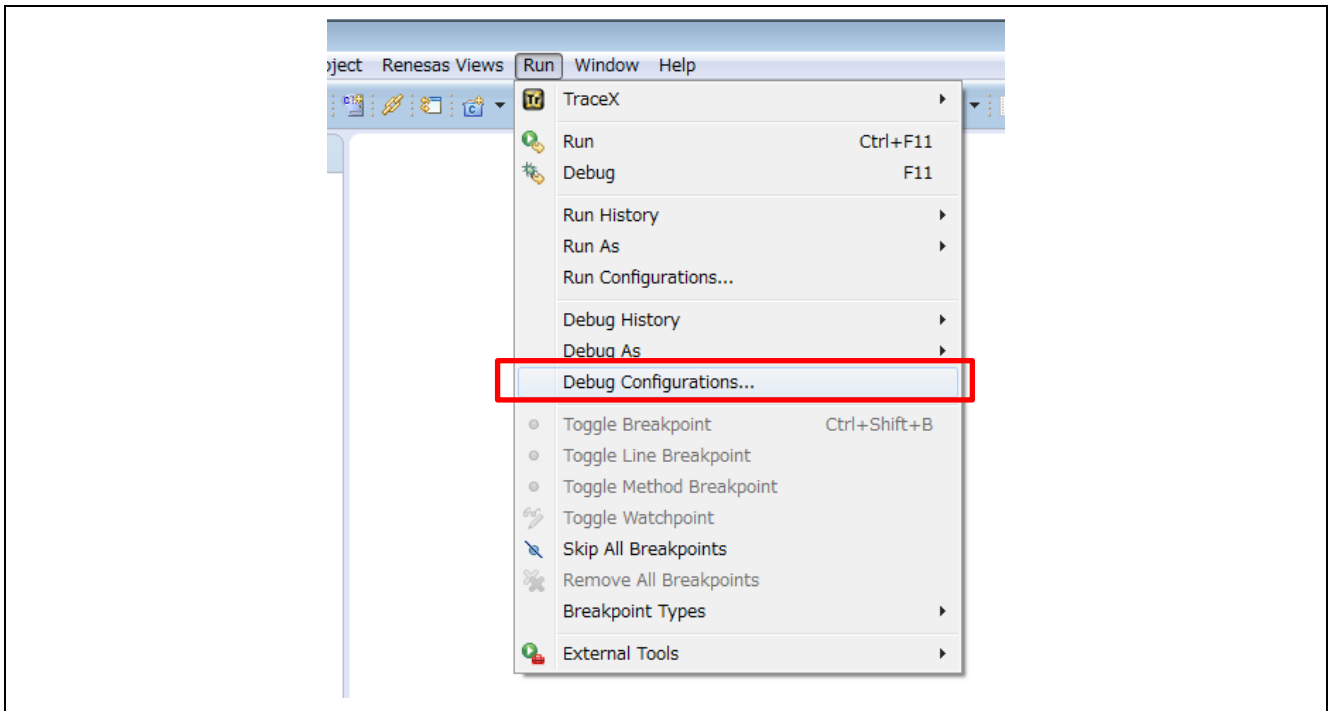 ject Renesas Views Run Window Help
TraceX
Run Ctrl+F11
Debug F11
Run History
Run As
Run Configurations...
Debug History
Debug As
Debug Configurations...
Toggle Breakpoint Ctrl+Shift+B
Toggle Line Breakpoint
Toggle Method Breakpoint
Toggle Watchpoint
Skip All Breakpoints
Remove All Breakpoints
Breakpoint Types
External Tools